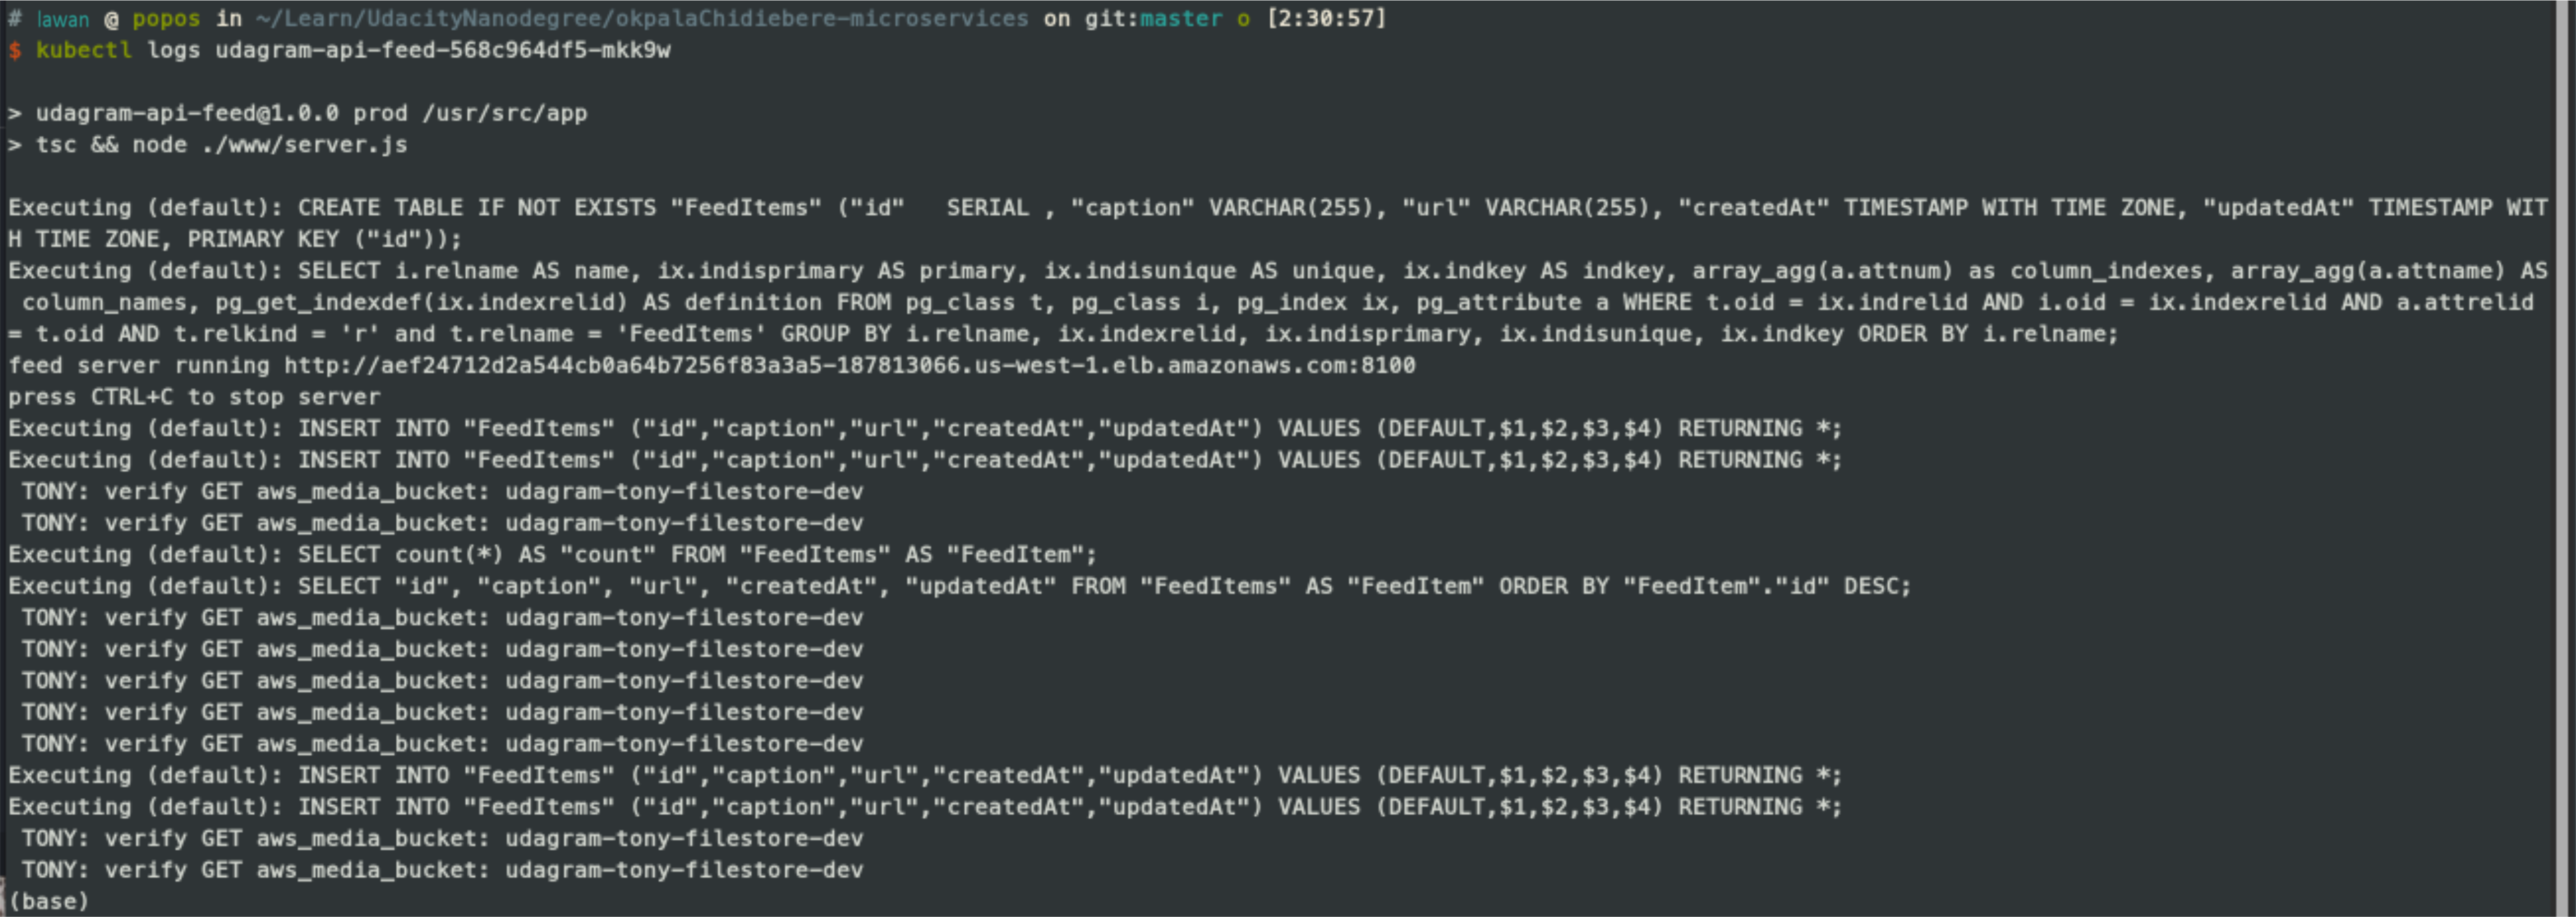 # lawan @ popos in ~/Learn/UdacityNanodegree/okpalaChidiebere-microservices on git:master o [2:30:57]
$ kubectl logs udagram-api-feed-568c964df5-mkk9w
> udagram-api-feed@1.0.0 prod /usr/src/app
> tsc && node ./www/server.js
Executing (default): CREATE TABLE IF NOT EXISTS "FeedItems" ("id"   SERIAL , "caption" VARCHAR(255), "url" VARCHAR(255), "createdAt" TIMESTAMP WITH TIME ZONE, "updatedAt" TIMESTAMP WIT
H TIME ZONE, PRIMARY KEY ("id"));
Executing (default): SELECT i.relname AS name, ix.indisprimary AS primary, ix.indisunique AS unique, ix.indkey AS indkey, array_agg(a.attnum) as column_indexes, array_agg(a.attname) AS
 column_names, pg_get_indexdef(ix.indexrelid) AS definition FROM pg_class t, pg_class i, pg_index ix, pg_attribute a WHERE t.oid = ix.indrelid AND i.oid = ix.indexrelid AND a.attrelid
= t.oid AND t.relkind = 'r' and t.relname = 'FeedItems' GROUP BY i.relname, ix.indexrelid, ix.indisprimary, ix.indisunique, ix.indkey ORDER BY i.relname;
feed server running http://aef24712d2a544cb0a64b7256f83a3a5-187813066.us-west-1.elb.amazonaws.com:8100
press CTRL+C to stop server
Executing (default): INSERT INTO "FeedItems" ("id","caption","url","createdAt","updatedAt") VALUES (DEFAULT,$1,$2,$3,$4) RETURNING *;
Executing (default): INSERT INTO "FeedItems" ("id","caption","url","createdAt","updatedAt") VALUES (DEFAULT,$1,$2,$3,$4) RETURNING *;
 TONY: verify GET aws_media_bucket: udagram-tony-filestore-dev
 TONY: verify GET aws_media_bucket: udagram-tony-filestore-dev
Executing (default): SELECT count(*) AS "count" FROM "FeedItems" AS "FeedItem";
Executing (default): SELECT "id", "caption", "url", "createdAt", "updatedAt" FROM "FeedItems" AS "FeedItem" ORDER BY "FeedItem"."id" DESC;
 TONY: verify GET aws_media_bucket: udagram-tony-filestore-dev
 TONY: verify GET aws_media_bucket: udagram-tony-filestore-dev
 TONY: verify GET aws_media_bucket: udagram-tony-filestore-dev
 TONY: verify GET aws_media_bucket: udagram-tony-filestore-dev
 TONY: verify GET aws_media_bucket: udagram-tony-filestore-dev
Executing (default): INSERT INTO "FeedItems" ("id","caption","url","createdAt","updatedAt") VALUES (DEFAULT,$1,$2,$3,$4) RETURNING *;
Executing (default): INSERT INTO "FeedItems" ("id","caption","url","createdAt","updatedAt") VALUES (DEFAULT,$1,$2,$3,$4) RETURNING *;
 TONY: verify GET aws_media_bucket: udagram-tony-filestore-dev
 TONY: verify GET aws_media_bucket: udagram-tony-filestore-dev
(base)